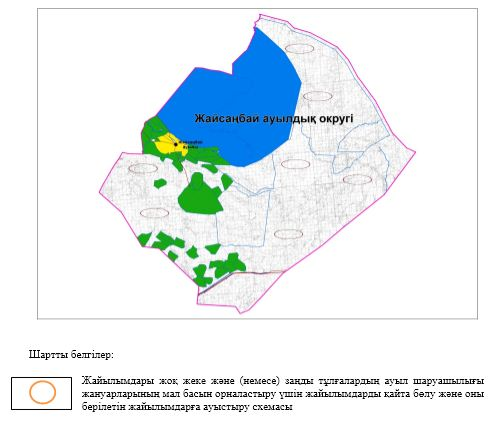 Жайсаңбай ауылдық округі
Шартты белгілер:
Жайылымдары жоқ жеке және (немесе) заңды тұлғалардың ауыл шаруашылығы
жануарларының мал басын орналастыру үшін жайылымдарды қайта бөлу және оны
берілетін жайылымдарға ауыстыру схемасы